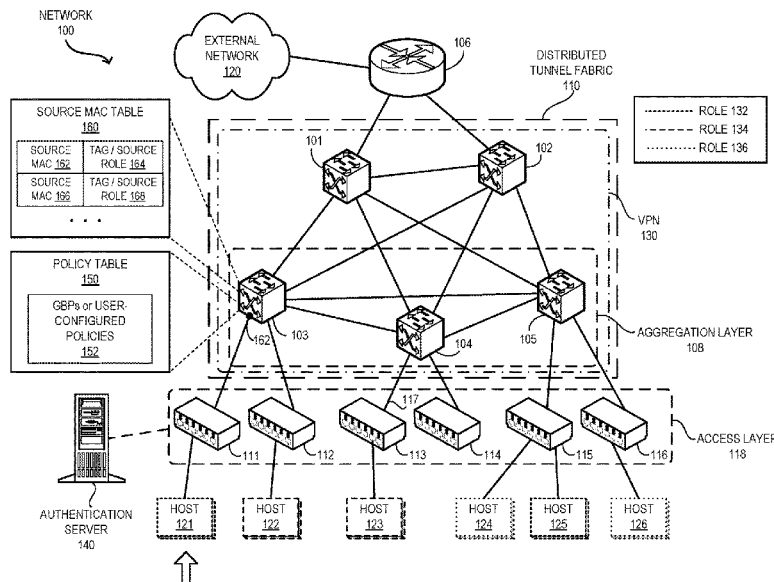 NETWORK
100
EXTERNAL
NETWORK
120
106
DISTRIBUTED
TUNNEL FABRIC
110
ROLE 132
ROLE 134
ROLE 136
SOURCE MAC TABLE
160
SOURCE
MAC 162
TAG / SOURCE
ROLE 164
SOURCE
MAC 166
TAG / SOURCE
ROLE 168
. . .
101
102
VPN
130
POLICY TABLE
150
GBPs or USER-
CONFIGURED
POLICIES
152
162
103
104
105
AGGREGATION LAYER
108
117
111
112
113
114
115
116
ACCESS LAYER
118
AUTHENTICATION
SERVER
140
HOST
121
HOST
122
HOST
123
HOST
124
HOST
125
HOST
126